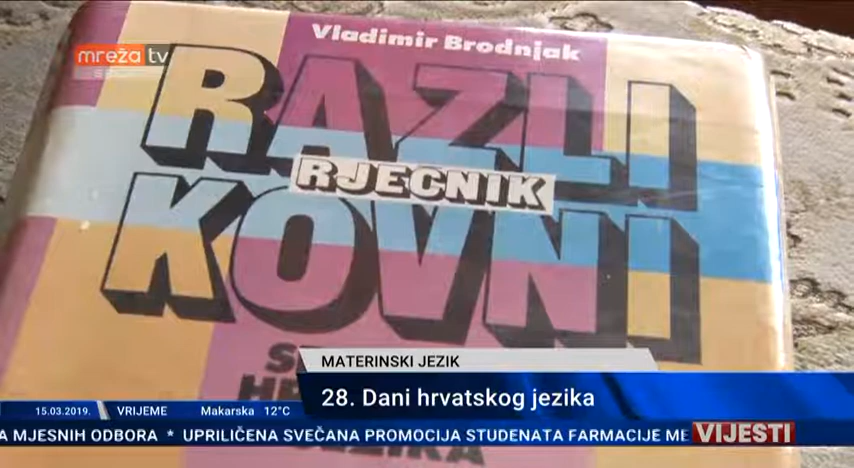 mreža tv
Vladimir Brodnjak
RAZLI
RJEČNIK
KOVNI
MATERINSKI JEZIK
28. Dani hrvatskog jezika
15.03.2019. VRIJEME Makarska 12°C
A MJESNIH ODBORA * UPRILIČENA SVEČANA PROMOCIJA STUDENATA FARMACIJE ME
VIJESTI